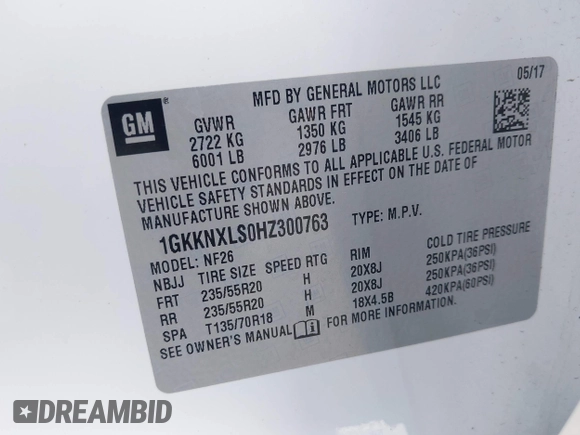 GM®
MFD BY GENERAL MOTORS LLC 05/17
GVWR GAWR FRT GAWR RR
2722 KG 1350 KG 1545 KG
6001 LB 2976 LB 3406 LB
THIS VEHICLE CONFORMS TO ALL APPLICABLE U.S. FEDERAL MOTOR
VEHICLE SAFETY STANDARDS IN EFFECT ON THE DATE OF
MANUFACTURE SHOWN ABOVE.
1GKKNXLS0HZ300763 TYPE: M.P.V.
MODEL: NF26
NBJJ TIRE SIZE SPEED RTG RIM COLD TIRE PRESSURE
FRT 235/55R20 H 20X8J 250KPA(36PSI)
RR 235/55R20 H 20X8J 250KPA(36PSI)
SPA T135/70R18 M 18X4.5B 420KPA(60PSI)
SEE OWNER'S MANUAL FOR MORE INFORMATION.
DREAMBID